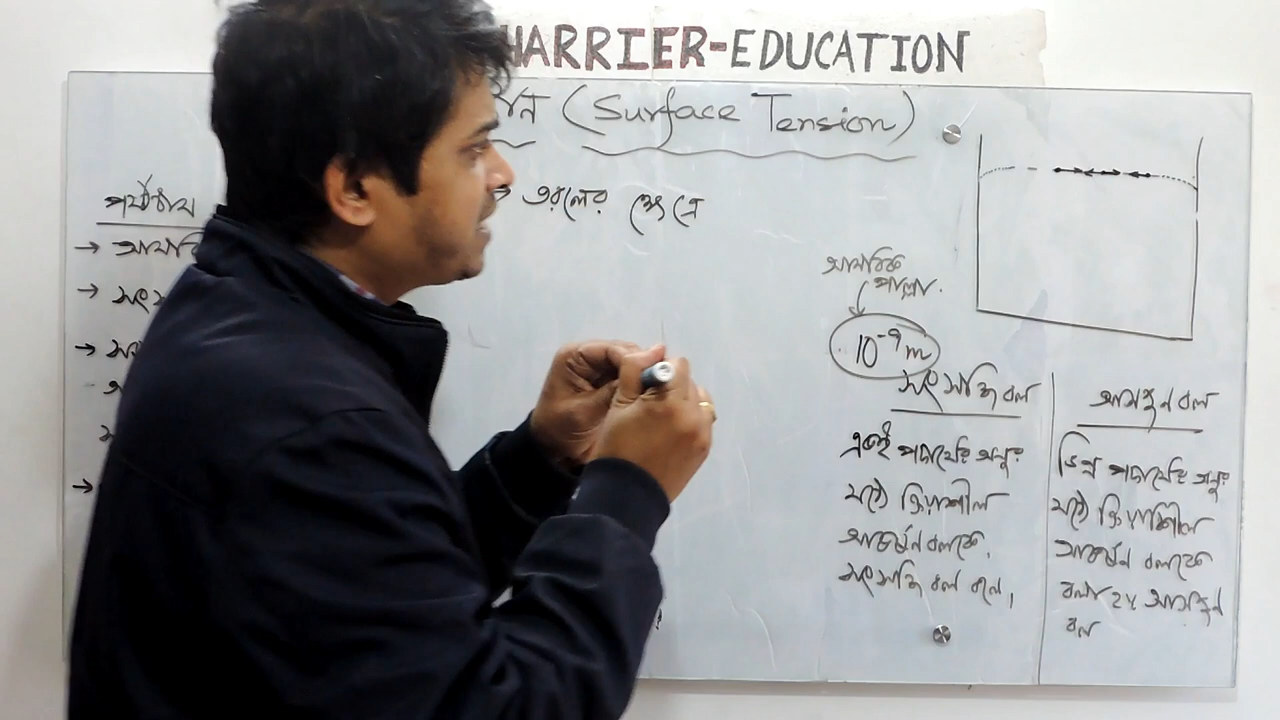 HARRIER-EDUCATION
(Surface Tension)
→ তরলের ক্ষেত্রে
→
→
→
→
আণবিক
পাল্লা
10⁻⁹ m
সংসক্তি বল
একই পদার্থের অণুর
মধ্যে ক্রিয়াশীল
আকর্ষণ বলকে
সংসক্তি বল বলে।
আসঞ্জন বল
ভিন্ন পদার্থের অণুর
মধ্যে ক্রিয়াশীল
আকর্ষণ বলকে
বলা হয় আসঞ্জন
বল